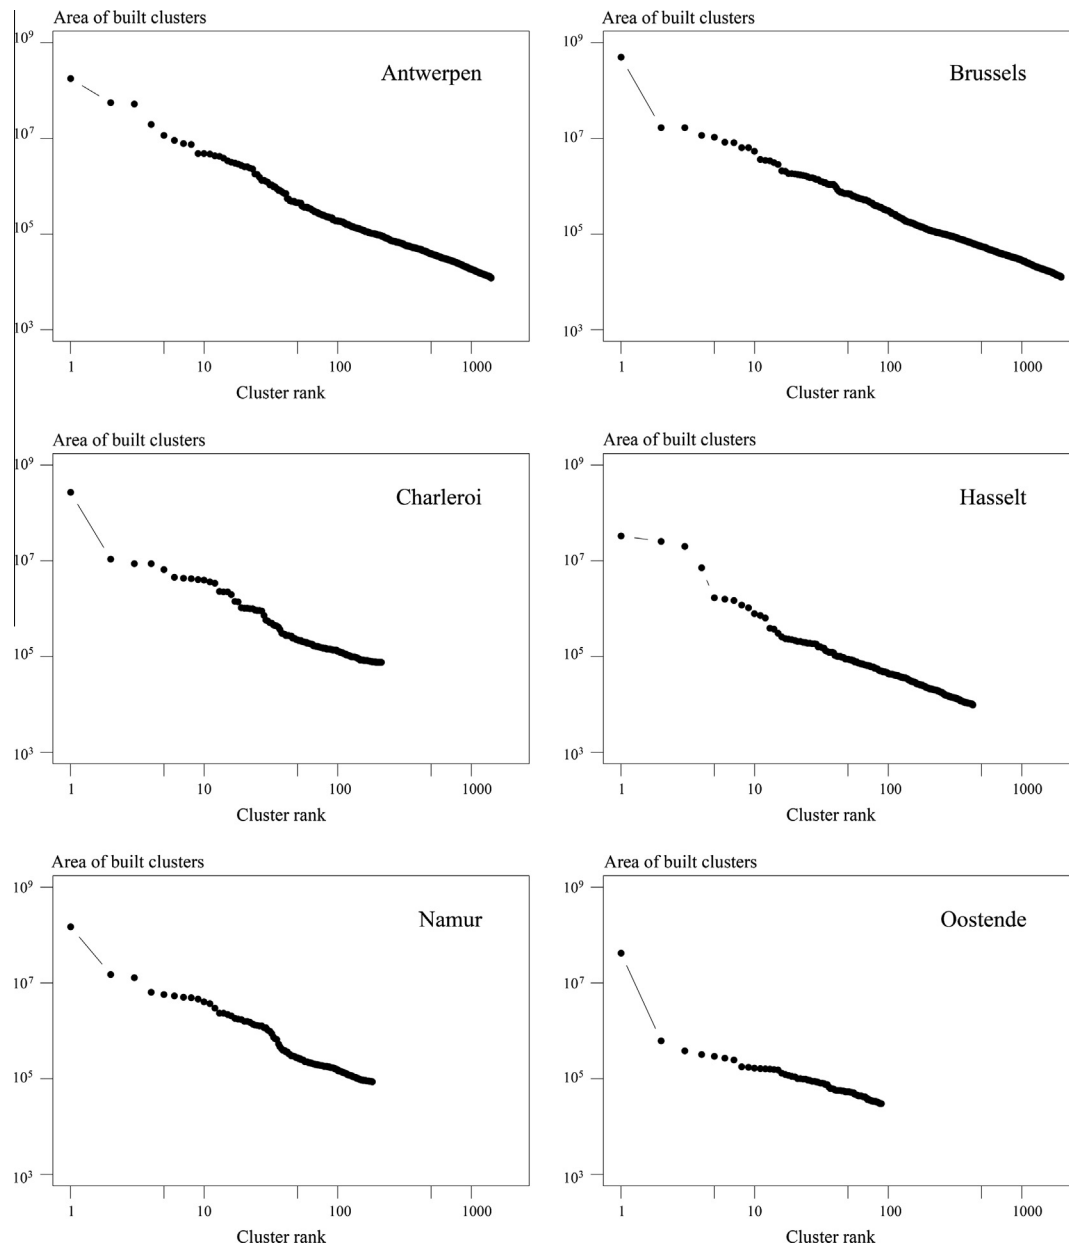 Area of built clusters
10⁹
Antwerpen
10⁷
10⁵
10³
1 10 100 1000
Cluster rank
Area of built clusters
10⁹
Brussels
10⁷
10⁵
10³
1 10 100 1000
Cluster rank
Area of built clusters
10⁹
Charleroi
10⁷
10⁵
10³
1 10 100 1000
Cluster rank
Area of built clusters
10⁹
Hasselt
10⁷
10⁵
10³
1 10 100 1000
Cluster rank
Area of built clusters
10⁹
Namur
10⁷
10⁵
10³
1 10 100 1000
Cluster rank
Area of built clusters
10⁹
Oostende
10⁷
10⁵
10³
1 10 100 1000
Cluster rank